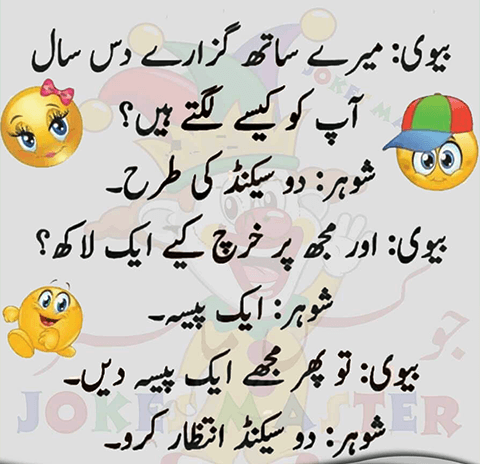 بیوی: میرے ساتھ گزارے دس سال
آپ کو کیسے لگتے ہیں؟
شوہر: دو سیکنڈ کی طرح۔
بیوی: اور مجھ پر خرچ کیے ایک لاکھ؟
شوہر: ایک پیسہ۔
بیوی: تو پھر مجھے ایک پیسہ دیں۔
JOKES MASTER
شوہر: دو سیکنڈ انتظار کرو۔